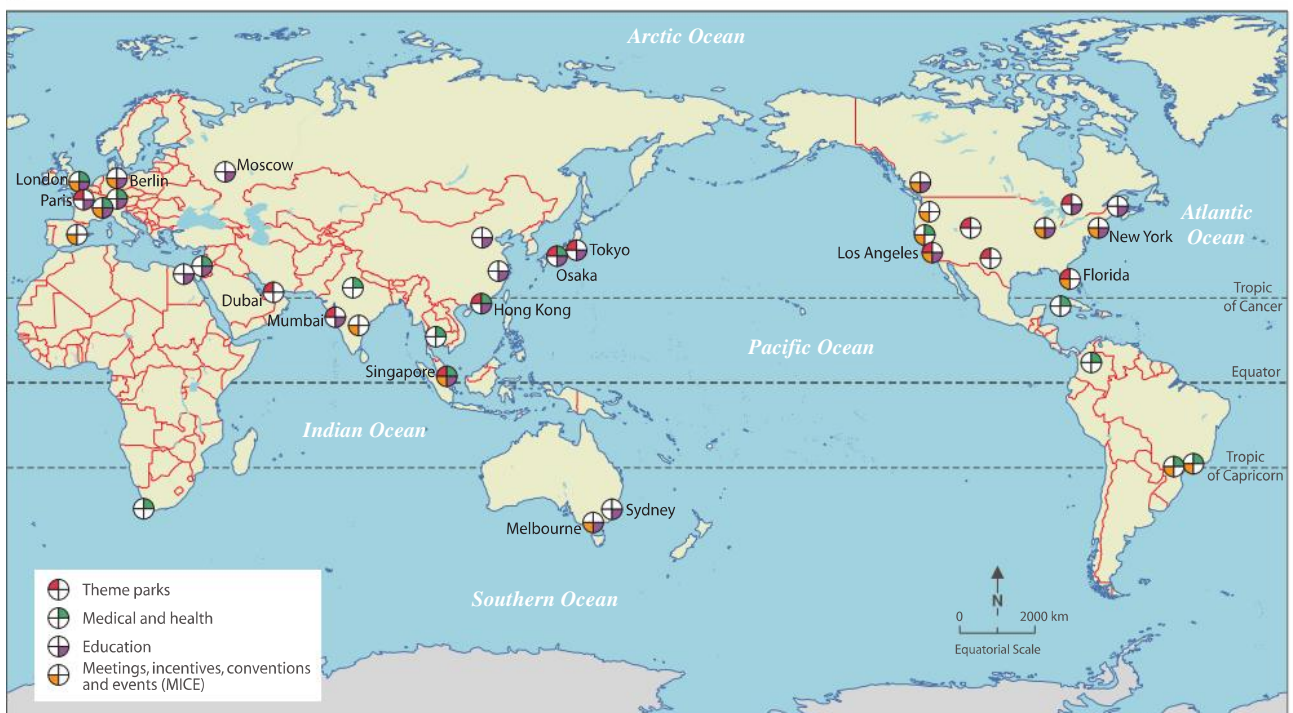 Arctic Ocean
Moscow
London
Berlin
Paris
Atlantic
Ocean
New York
Los Angeles
Tokyo
Osaka
Florida
Dubai
Tropic
of Cancer
Mumbai
Hong Kong
Pacific Ocean
Singapore
Equator
Indian Ocean
Tropic
of Capricorn
Sydney
Melbourne
Theme parks
Medical and health
Education
Meetings, incentives, conventions
and events (MICE)
Southern Ocean
N
0 2000 km
Equatorial Scale